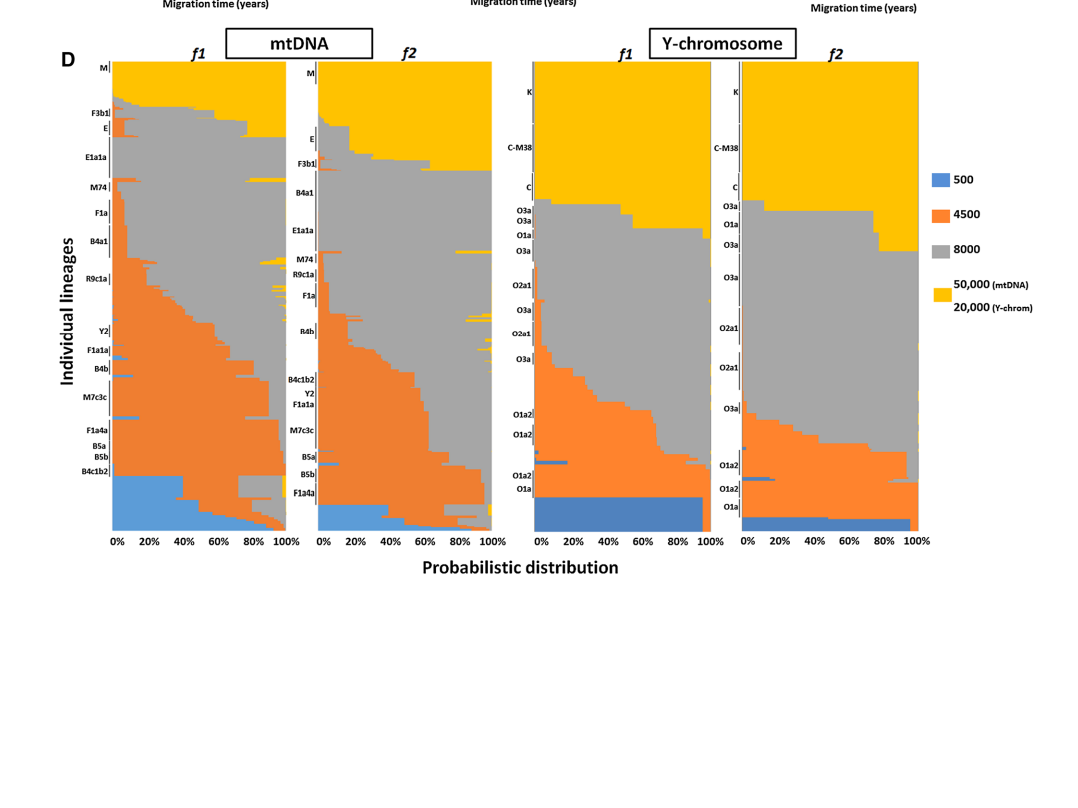 Migration time (years)
Migration time (years)
Migration time (years)
D
mtDNA
Y-chromosome
f1
f2
f1
f2
Individual lineages
M
F3b1
E
E1a1a
M74
F1a
B4a1
R9c1a
Y2
F1a1a
B4b
M7c3c
F1a4a
B5a
B5b
B4c1b2
M
E
F3b1
B4a1
E1a1a
M74
R9c1a
F1a
R4b
B4c1b2
Y2
F1a1a
M7c3c
B5a
B5b
F1a4a
K
C-M38
C
O3a
O3a
O1a
O3a
O2a1
O3a
O2a1
O3a
O1a2
O1a2
O1a2
O1a
K
C-M38
C
O3a
O1a
O3a
O3a
O2a1
O2a1
O3a
O1a2
O1a2
O1a
0% 20% 40% 60% 80% 100%
0% 20% 40% 60% 80% 100%
0% 20% 40% 60% 80% 100%
0% 20% 40% 60% 80% 100%
Probabilistic distribution
500
4500
8000
50,000 (mtDNA)
20,000 (Y-chrom)